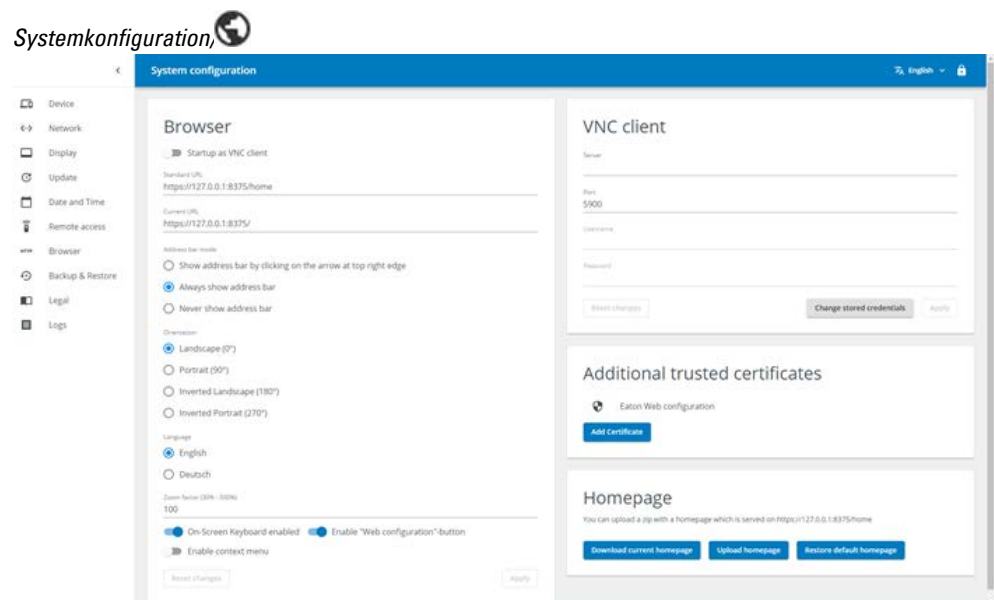 Systemkonfiguration/
System configuration
English
Device
Network
Display
Update
Date and Time
Remote access
Browser
Backup & Restore
Legal
Logs
Browser
Startup as VNC client
Standard URL
https://127.0.0.1:8375/home
Current URL
https://127.0.0.1:8375/
Address bar mode
Show address bar by clicking on the arrow at top right edge
Always show address bar
Never show address bar
Orientation
Landscape (0°)
Portrait (90°)
Inverted Landscape (180°)
Inverted Portrait (270°)
Language
English
Deutsch
Zoom factor (30% - 300%)
100
On-Screen Keyboard enabled Enable "Web configuration"-button
Enable context menu
Reset changes Apply
VNC client
Server
Port
5900
Username
Password
Reset changes Change stored credentials Apply
Additional trusted certificates
Eaton Web configuration
Add Certificate
Homepage
You can upload a zip with a homepage which is served on https://127.0.0.1:8375/home
Download current homepage Upload homepage Restore default homepage